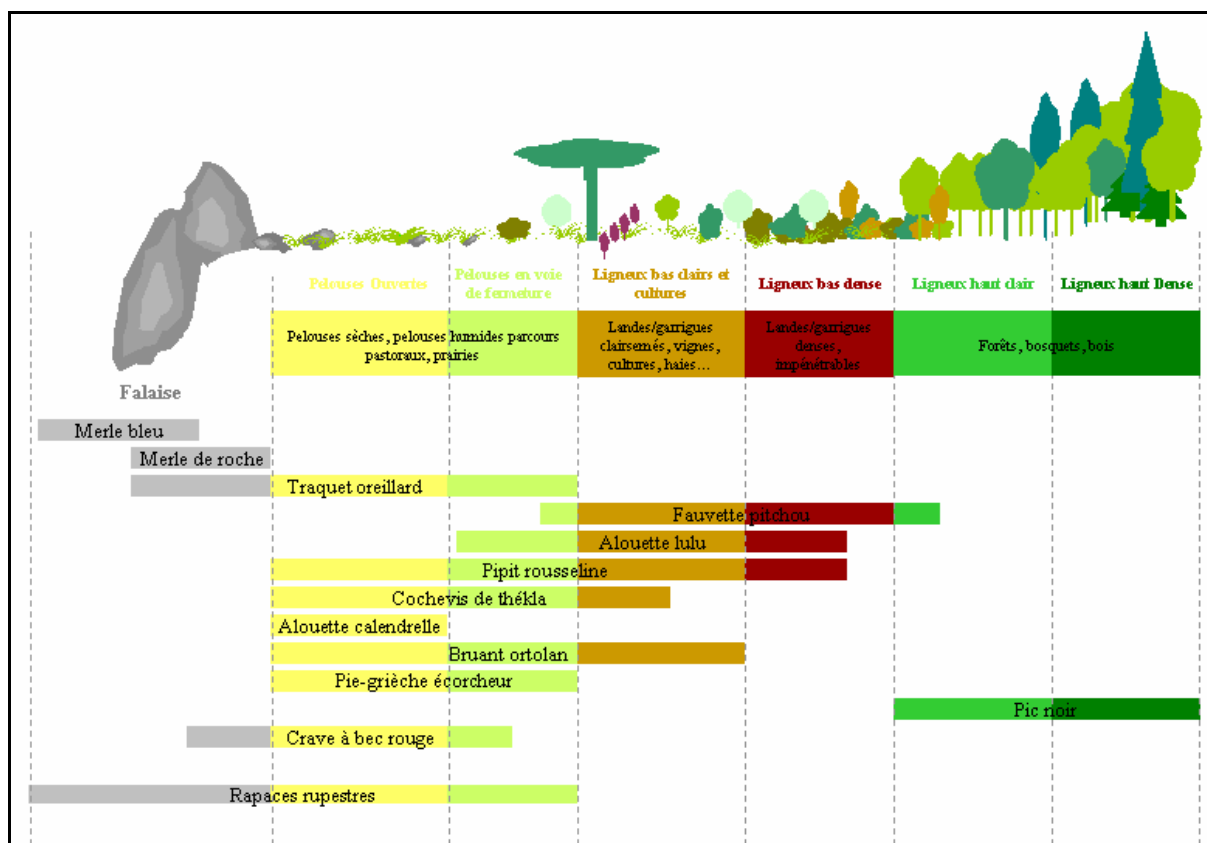 Pelouses Ouvertes
Pelouses en voie
de fermeture
Ligneux bas clairs et
cultures
Ligneux bas dense
Ligneux haut clair
Ligneux haut Dense
Pelouses sèches, pelouses humides parcours
pastoraux, prairies
Landes/garrigues
clairsemés, vignes,
cultures, haies...
Landes/garrigues
denses,
impénétrables
Forêts, bosquets, bois
Falaise
Merle bleu
Merle de roche
Traquet oreillard
Fauvette pitchou
Alouette lulu
Pipit rousseline
Cochevis de thékla
Alouette calendrelle
Bruant ortolan
Pie-grièche écorcheur
Pic noir
Crave à bec rouge
Rapaces rupestres